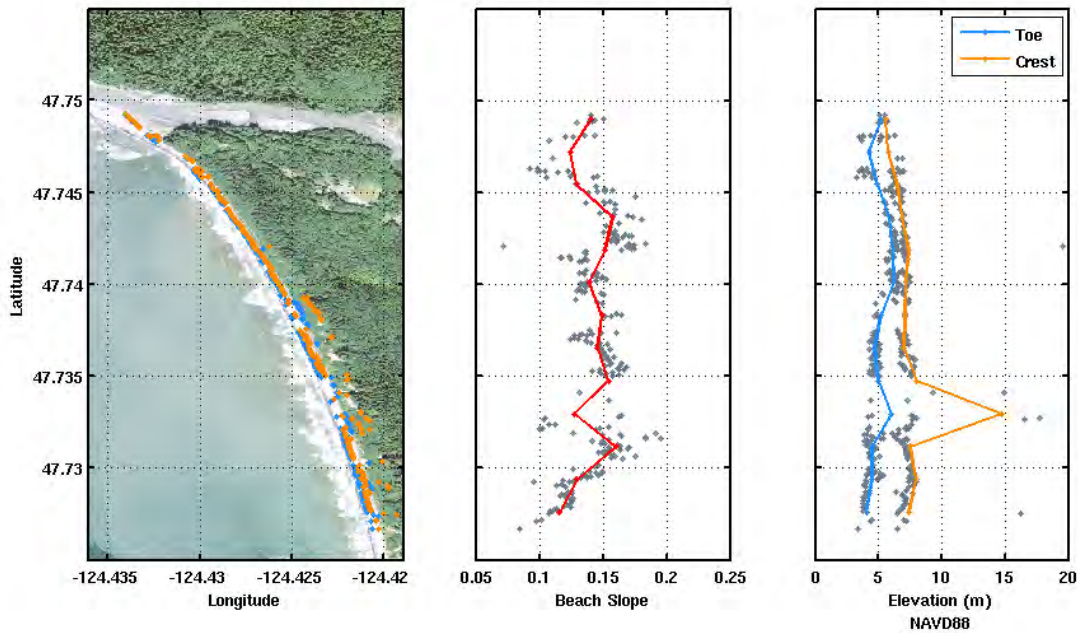 Toe
Crest
47.75
47.745
47.74
47.735
47.73
Latitude
-124.435 -124.43 -124.425 -124.42
Longitude
0.05 0.1 0.15 0.2 0.25
Beach Slope
0 5 10 15 20
Elevation (m)
NAVD88